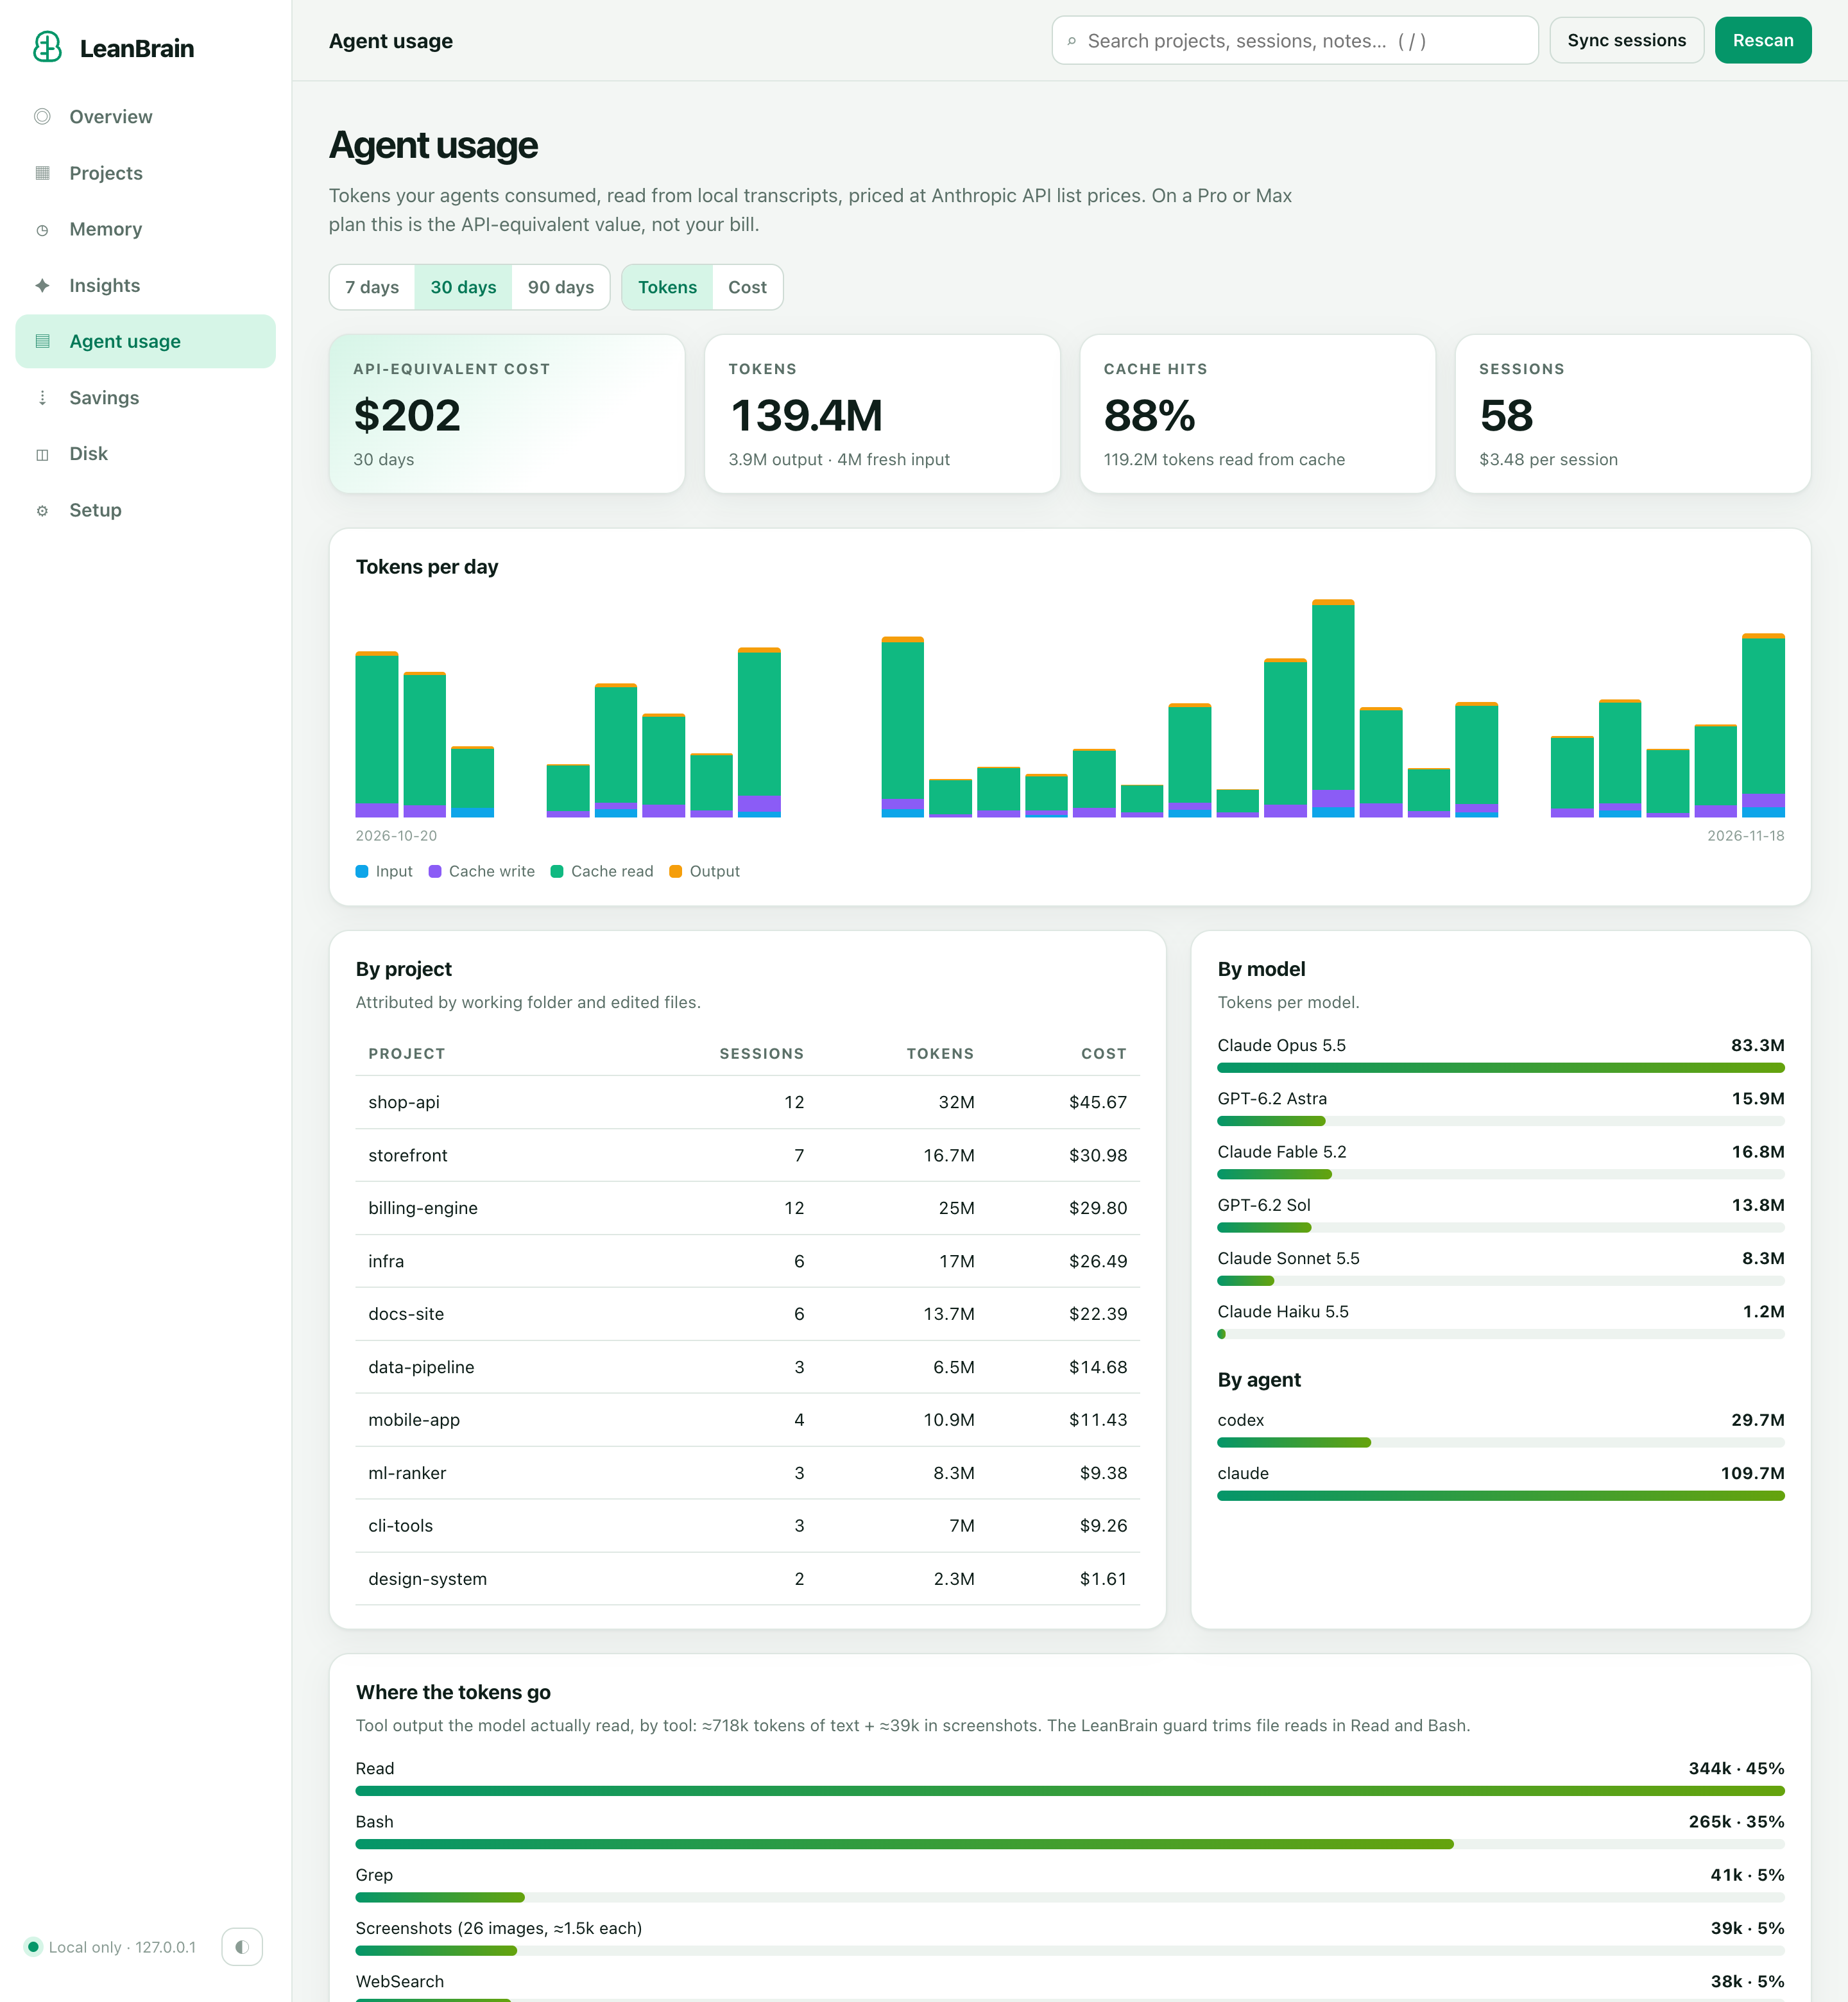 LeanBrain
Overview
Projects
Memory
Insights
Agent usage
Savings
Disk
Setup
Local only · 127.0.0.1
Agent usage
Search projects, sessions, notes... ( / )
Sync sessions
Rescan
Agent usage
Tokens your agents consumed, read from local transcripts, priced at Anthropic API list prices. On a Pro or Max
plan this is the API-equivalent value, not your bill.
7 days 30 days 90 days Tokens Cost
API-EQUIVALENT COST
$202
30 days
TOKENS
139.4M
3.9M output · 4M fresh input
CACHE HITS
88%
119.2M tokens read from cache
SESSIONS
58
$3.48 per session
Tokens per day
2026-10-20 2026-11-18
Input Cache write Cache read Output
By project
Attributed by working folder and edited files.
PROJECT SESSIONS TOKENS COST
shop-api 12 32M $45.67
storefront 7 16.7M $30.98
billing-engine 12 25M $29.80
infra 6 17M $26.49
docs-site 6 13.7M $22.39
data-pipeline 3 6.5M $14.68
mobile-app 4 10.9M $11.43
ml-ranker 3 8.3M $9.38
cli-tools 3 7M $9.26
design-system 2 2.3M $1.61
By model
Tokens per model.
Claude Opus 5.5 83.3M
GPT-6.2 Astra 15.9M
Claude Fable 5.2 16.8M
GPT-6.2 Sol 13.8M
Claude Sonnet 5.5 8.3M
Claude Haiku 5.5 1.2M
By agent
codex 29.7M
claude 109.7M
Where the tokens go
Tool output the model actually read, by tool: ≈718k tokens of text + ≈39k in screenshots. The LeanBrain guard trims file reads in Read and Bash.
Read 344k · 45%
Bash 265k · 35%
Grep 41k · 5%
Screenshots (26 images, ≈1.5k each) 39k · 5%
WebSearch 38k · 5%